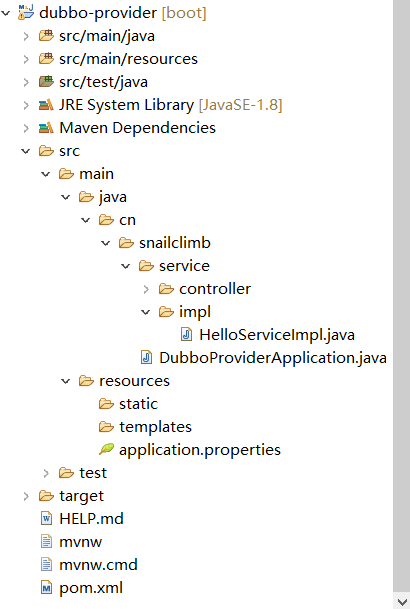 dubbo-provider [boot]
src/main/java
src/main/resources
src/test/java
JRE System Library [JavaSE-1.8]
Maven Dependencies
src
main
java
cn
snailclimb
service
controller
impl
HelloServiceImpl.java
DubboProviderApplication.java
resources
static
templates
application.properties
test
target
HELP.md
mvnw
mvnw.cmd
pom.xml